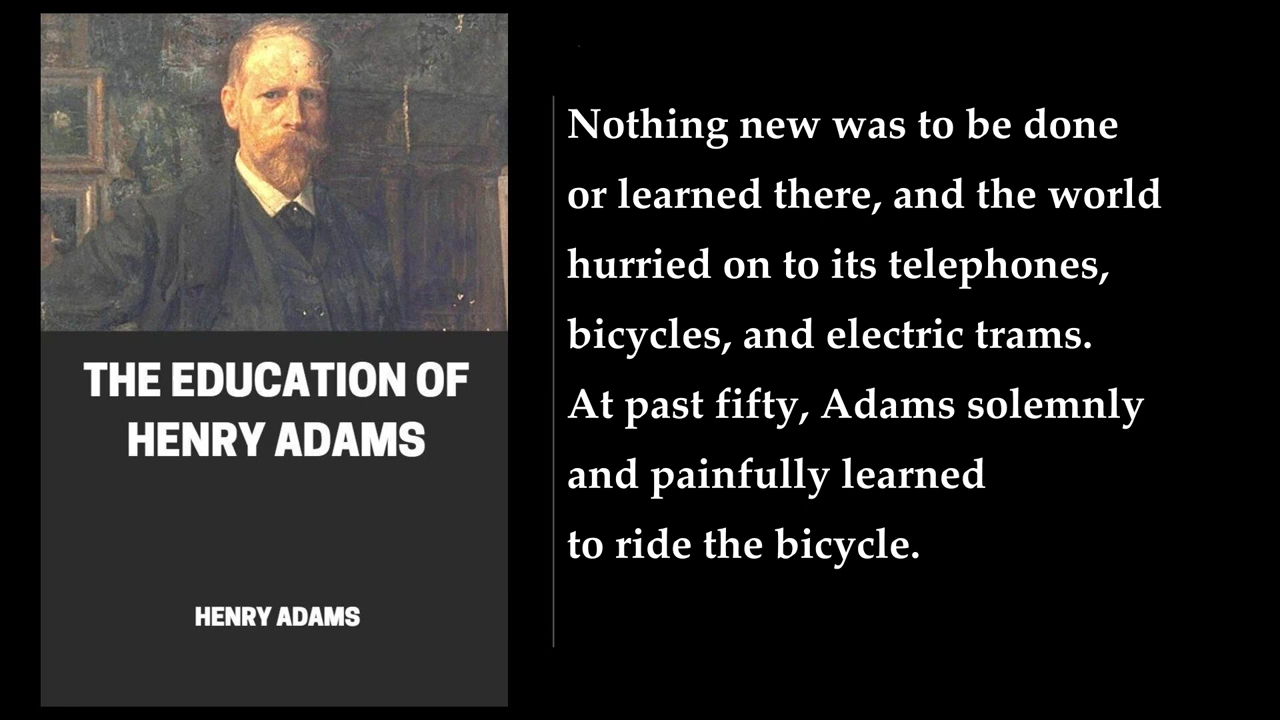 THE EDUCATION OF
HENRY ADAMS
HENRY ADAMS
Nothing new was to be done
or learned there, and the world
hurried on to its telephones,
bicycles, and electric trams.
At past fifty, Adams solemnly
and painfully learned
to ride the bicycle.